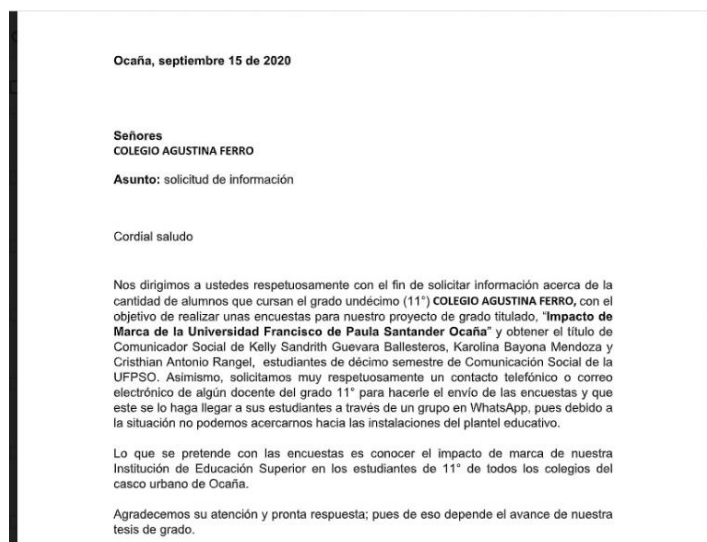 Ocaña, septiembre 15 de 2020
Señores
COLEGIO AGUSTINA FERRO
Asunto: solicitud de información
Cordial saludo
Nos dirigimos a ustedes respetuosamente con el fin de solicitar información acerca de la
cantidad de alumnos que cursan el grado undécimo (11°) COLEGIO AGUSTINA FERRO, con el
objetivo de realizar unas encuestas para nuestro proyecto de grado titulado, “Impacto de
Marca de la Universidad Francisco de Paula Santander Ocaña” y obtener el título de
Comunicador Social de Kelly Sandrith Guevara Ballesteros, Karolina Bayona Mendoza y
Cristhian Antonio Rangel, estudiantes de décimo semestre de Comunicación Social de la
UFPSO. Asimismo, solicitamos muy respetuosamente un contacto telefónico o correo
electrónico de algún docente del grado 11° para hacerle el envío de las encuestas y que
este se lo haga llegar a sus estudiantes a través de un grupo en WhatsApp, pues debido a
la situación no podemos acercarnos hacia las instalaciones del plantel educativo.
Lo que se pretende con las encuestas es conocer el impacto de marca de nuestra
Institución de Educación Superior en los estudiantes de 11° de todos los colegios del
casco urbano de Ocaña.
Agradecemos su atención y pronta respuesta; pues de eso depende el avance de nuestra
tesis de grado.